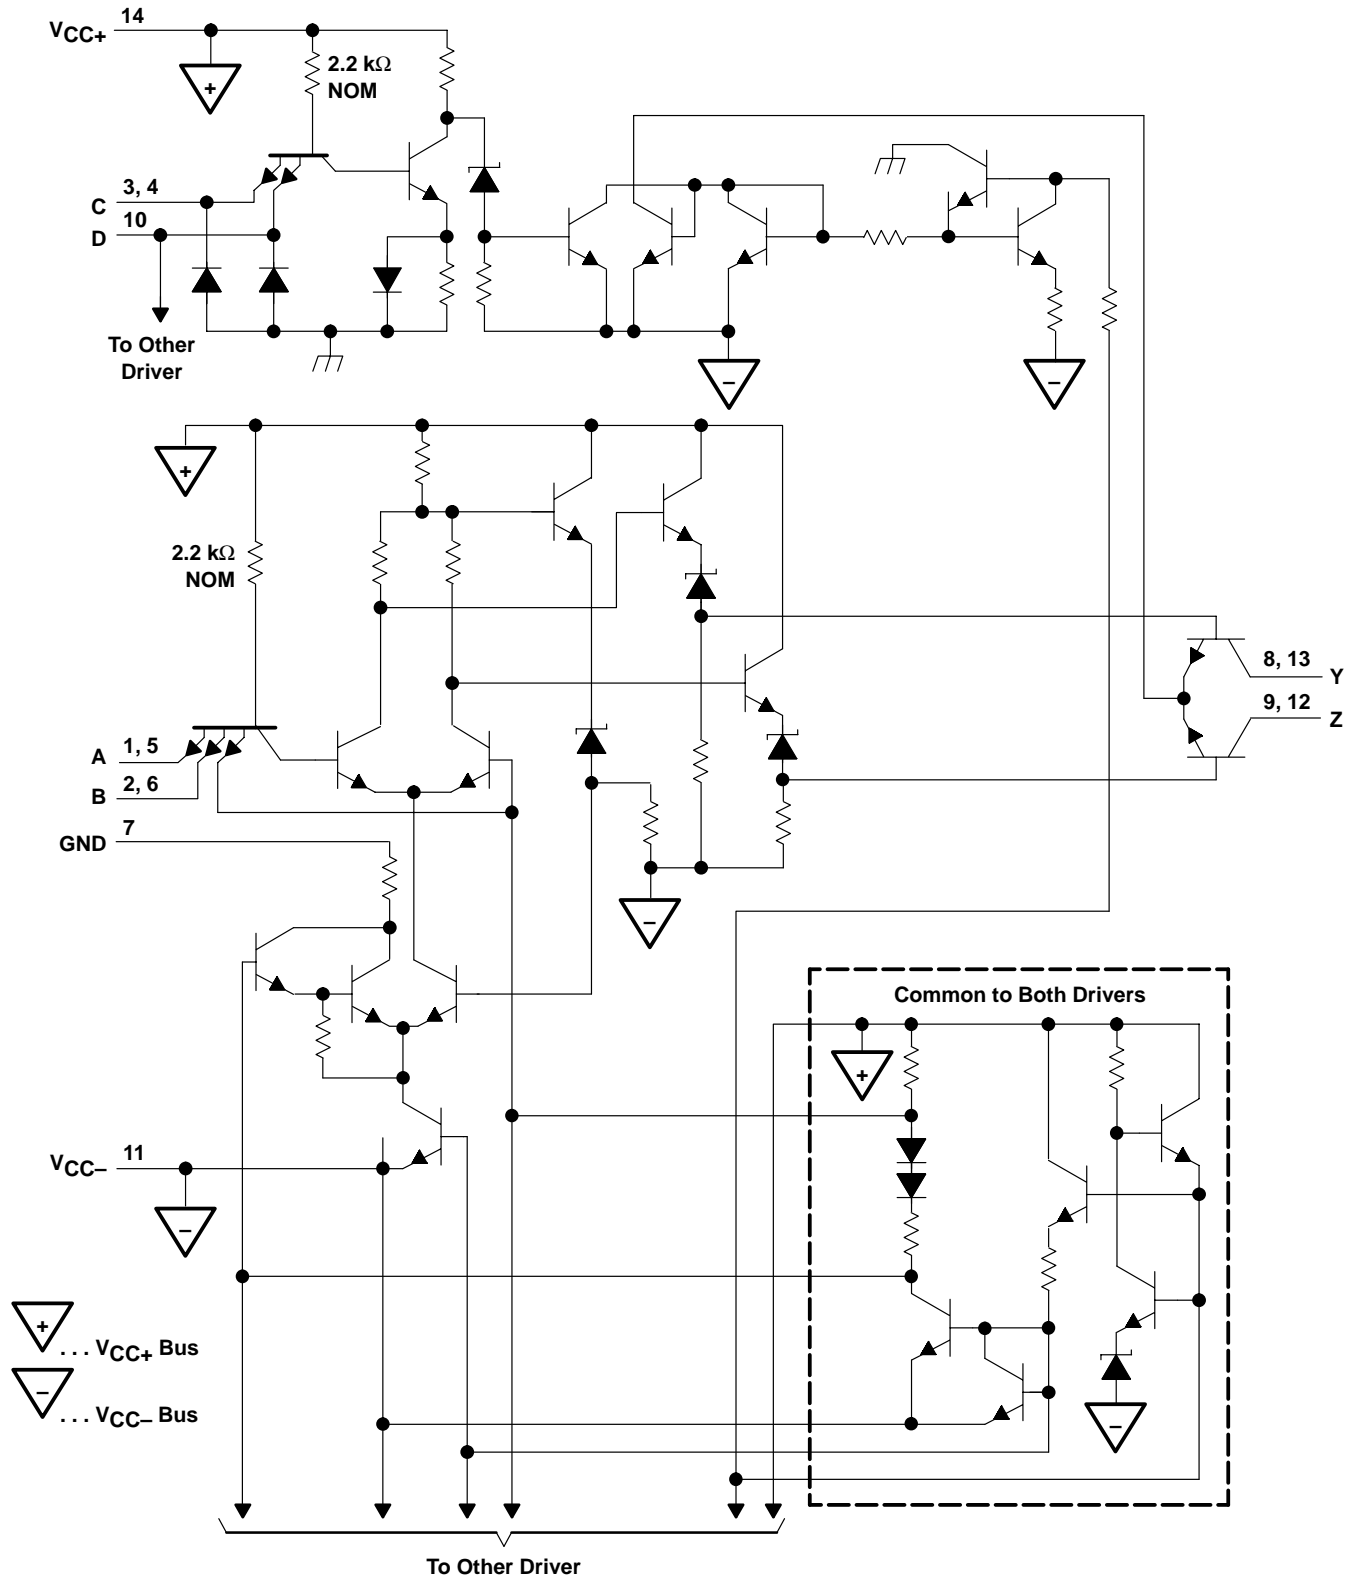 VCC+ 14
2.2 kΩ
NOM
+
3, 4
C
10
D
To Other
Driver
–
–
+
2.2 kΩ
NOM
8, 13
Y
9, 12
Z
1, 5
A
2, 6
B
7
GND
–
Common to Both Drivers
+
VCC– 11
–
+ . . . VCC+ Bus
– . . . VCC– Bus
–
To Other Driver